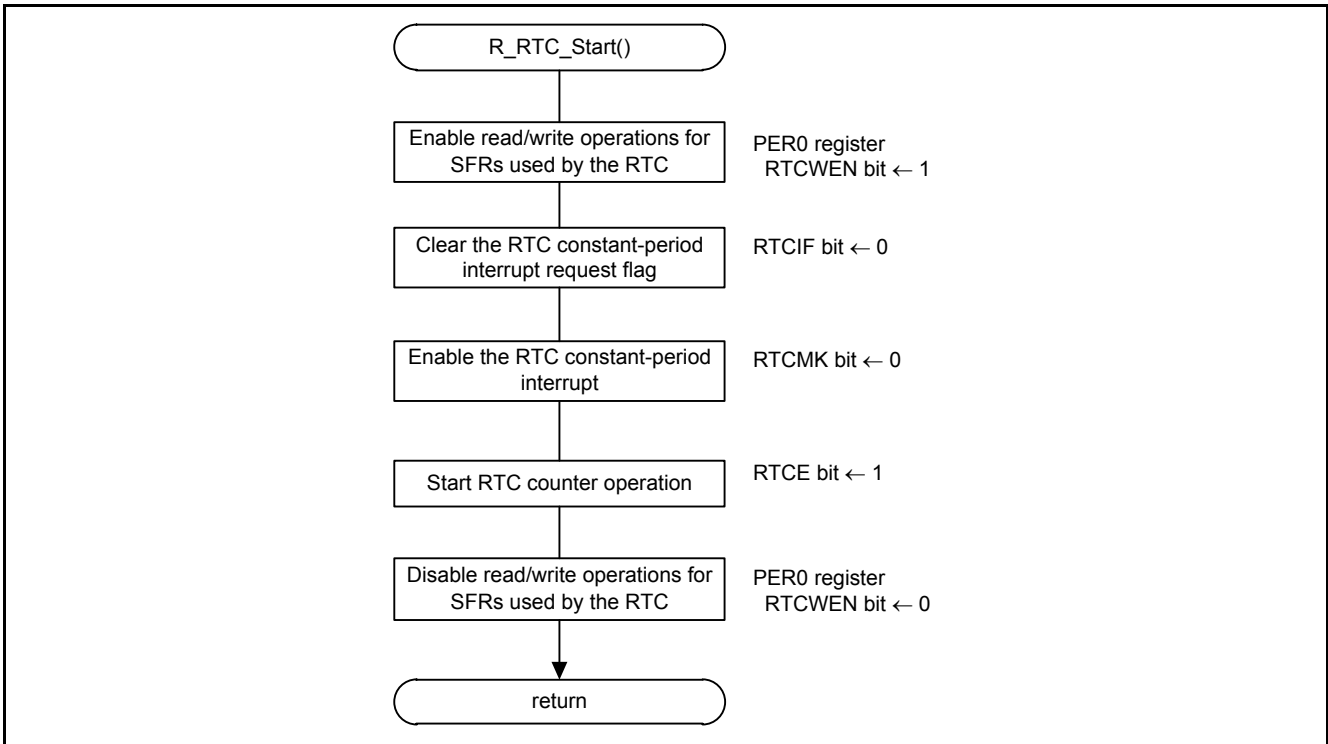 R_RTC_Start()
Enable read/write operations for
SFRs used by the RTC
PER0 register
RTCWEN bit ← 1
Clear the RTC constant-period
interrupt request flag
RTCIF bit ← 0
Enable the RTC constant-period
interrupt
RTCMK bit ← 0
Start RTC counter operation
RTCE bit ← 1
Disable read/write operations for
SFRs used by the RTC
PER0 register
RTCWEN bit ← 0
return